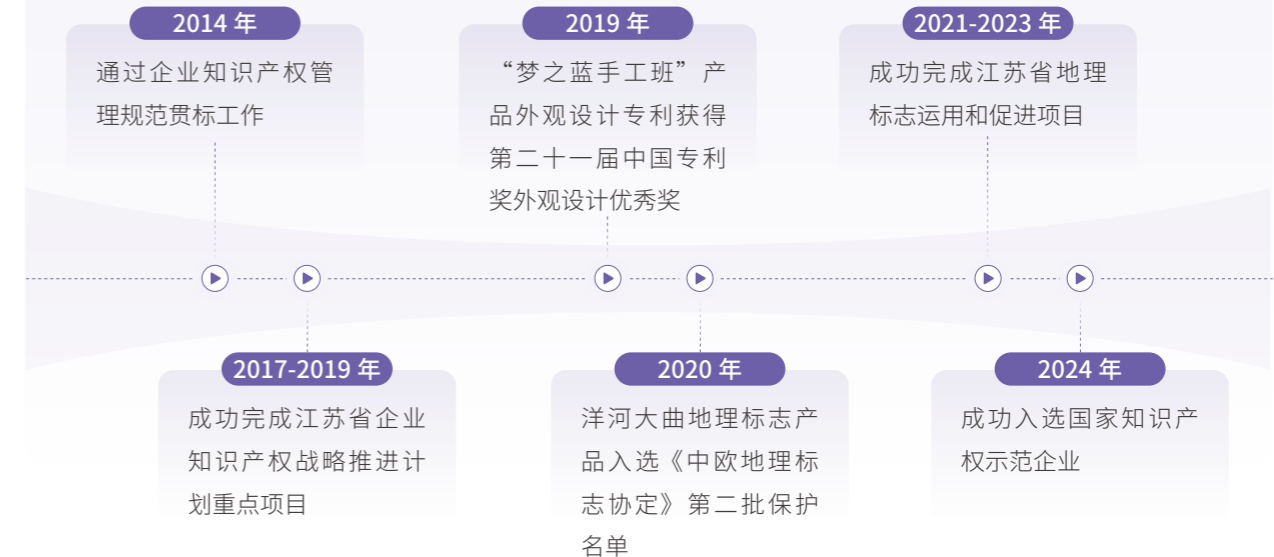 2014 年
通过企业知识产权管
理规范贯标工作
2019 年
“梦之蓝手工班”产
品外观设计专利获得
第二十一届中国专利
奖外观设计优秀奖
2021-2023 年
成功完成江苏省地理
标志运用和促进项目
2017-2019 年
成功完成江苏省企业
知识产权战略推进计
划重点项目
2020 年
洋河大曲地理标志产
品入选《中欧地理标
志协定》第二批保护
名单
2024 年
成功入选国家知识产
权示范企业